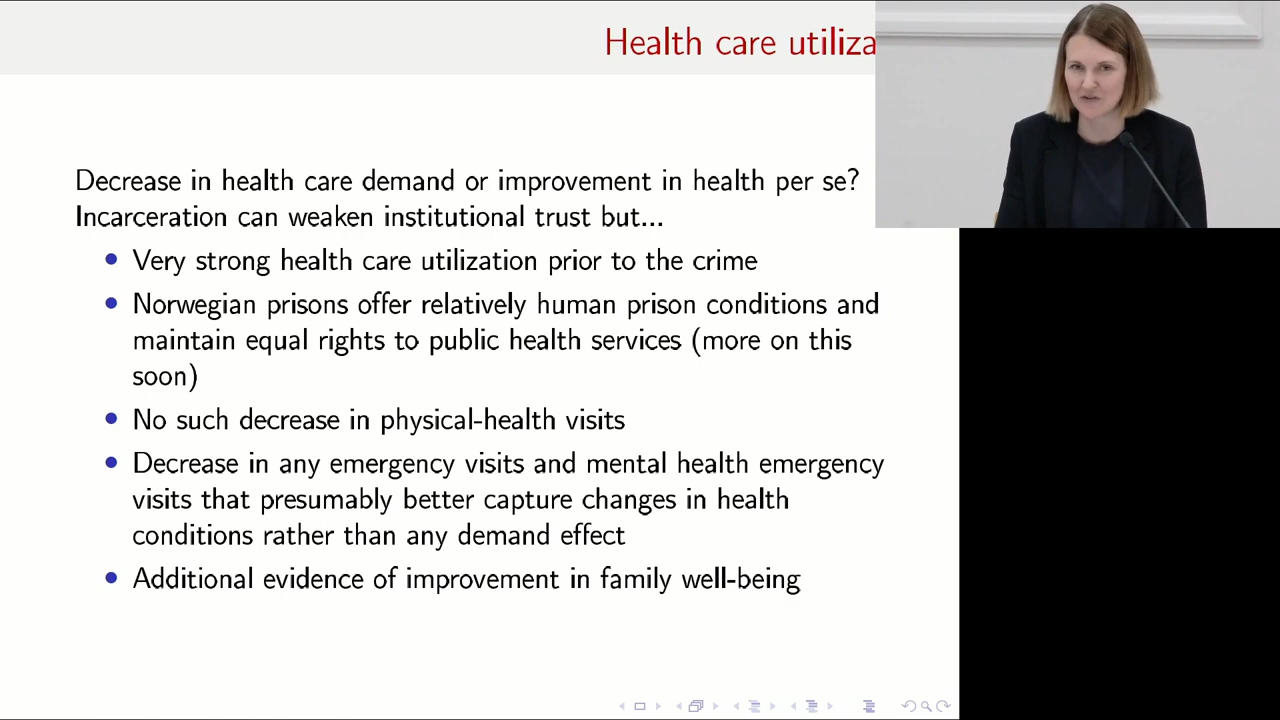 Health care utiliza
Decrease in health care demand or improvement in health per se?
Incarceration can weaken institutional trust but...
Very strong health care utilization prior to the crime
Norwegian prisons offer relatively human prison conditions and
maintain equal rights to public health services (more on this
soon)
No such decrease in physical-health visits
Decrease in any emergency visits and mental health emergency
visits that presumably better capture changes in health
conditions rather than any demand effect
Additional evidence of improvement in family well-being